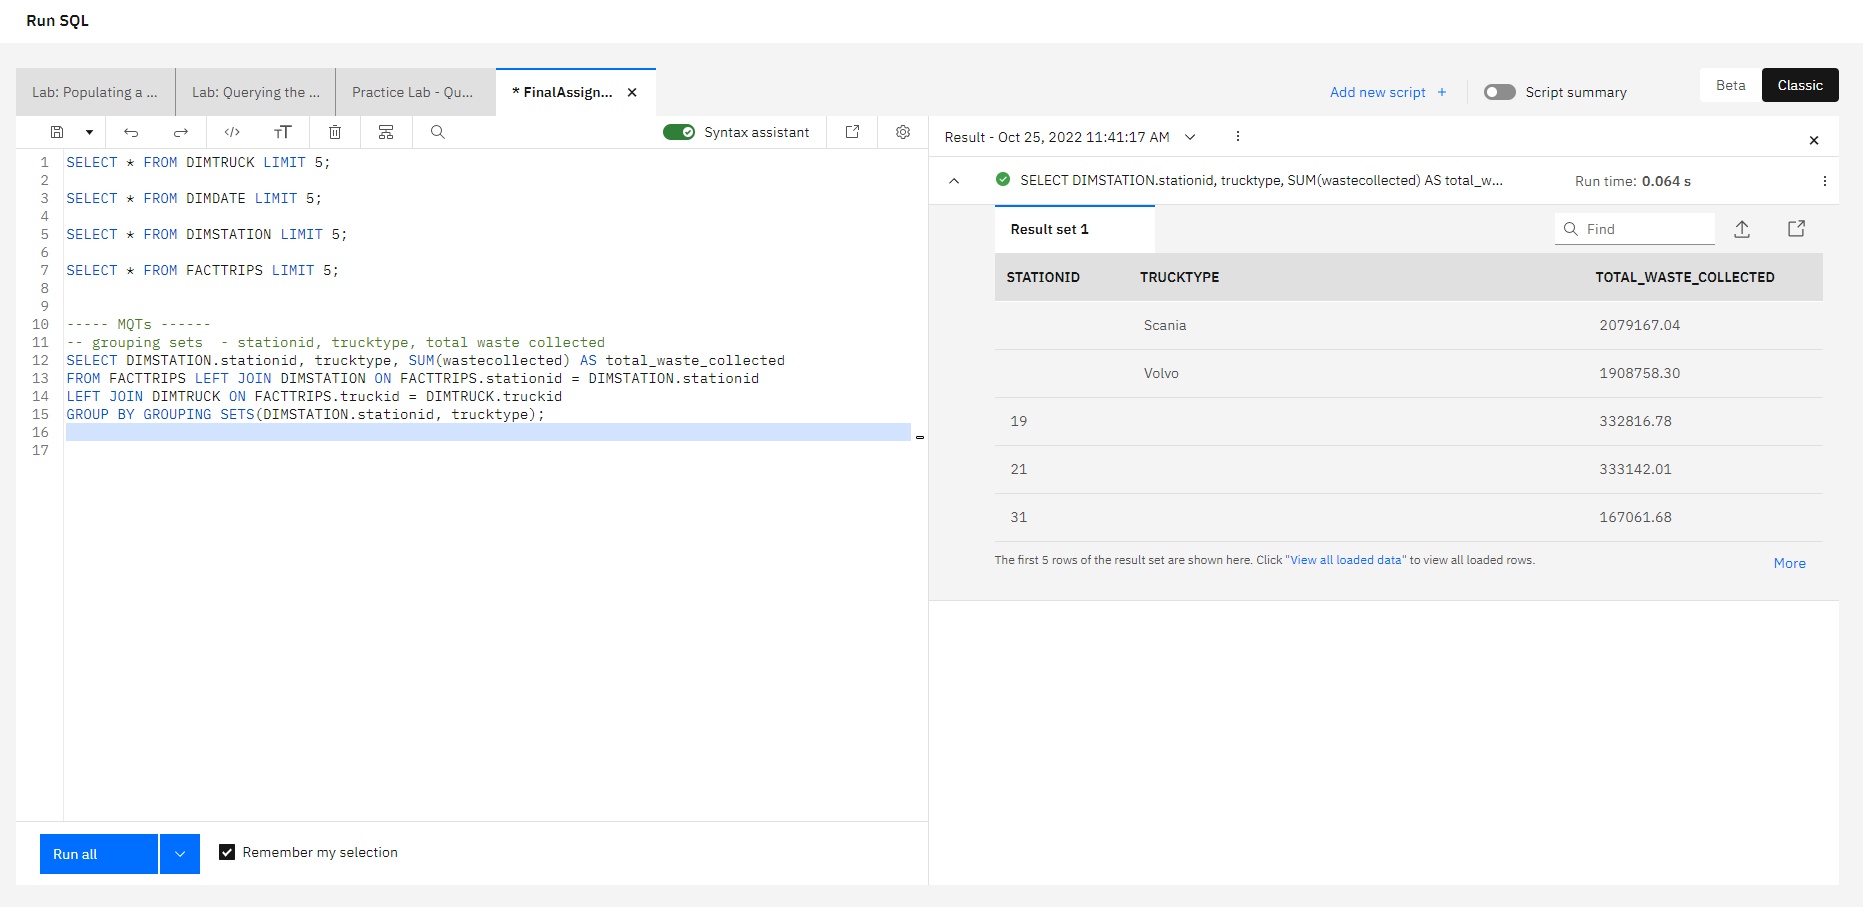 Run SQL
Lab: Populating a ...
Lab: Querying the ...
Practice Lab - Qu...
* FinalAssign...
Add new script +
Script summary
Beta
Classic
Syntax assistant
1 SELECT * FROM DIMTRUCK LIMIT 5;
2
3 SELECT * FROM DIMDATE LIMIT 5;
4
5 SELECT * FROM DIMSTATION LIMIT 5;
6
7 SELECT * FROM FACTTRIPS LIMIT 5;
8
9
10 ----- MQTs ------
11 -- grouping sets  - stationid, trucktype, total waste collected
12 SELECT DIMSTATION.stationid, trucktype, SUM(wastecollected) AS total_waste_collected
13 FROM FACTTRIPS LEFT JOIN DIMSTATION ON FACTTRIPS.stationid = DIMSTATION.stationid
14 LEFT JOIN DIMTRUCK ON FACTTRIPS.truckid = DIMTRUCK.truckid
15 GROUP BY GROUPING SETS(DIMSTATION.stationid, trucktype);
16
17
Run all
Remember my selection
Result - Oct 25, 2022 11:41:17 AM
SELECT DIMSTATION.stationid, trucktype, SUM(wastecollected) AS total_w...
Run time: 0.064 s
Result set 1
Find
STATIONID TRUCKTYPE TOTAL_WASTE_COLLECTED
Scania 2079167.04
Volvo 1908758.30
19 332816.78
21 333142.01
31 167061.68
The first 5 rows of the result set are shown here. Click "View all loaded data" to view all loaded rows.
More